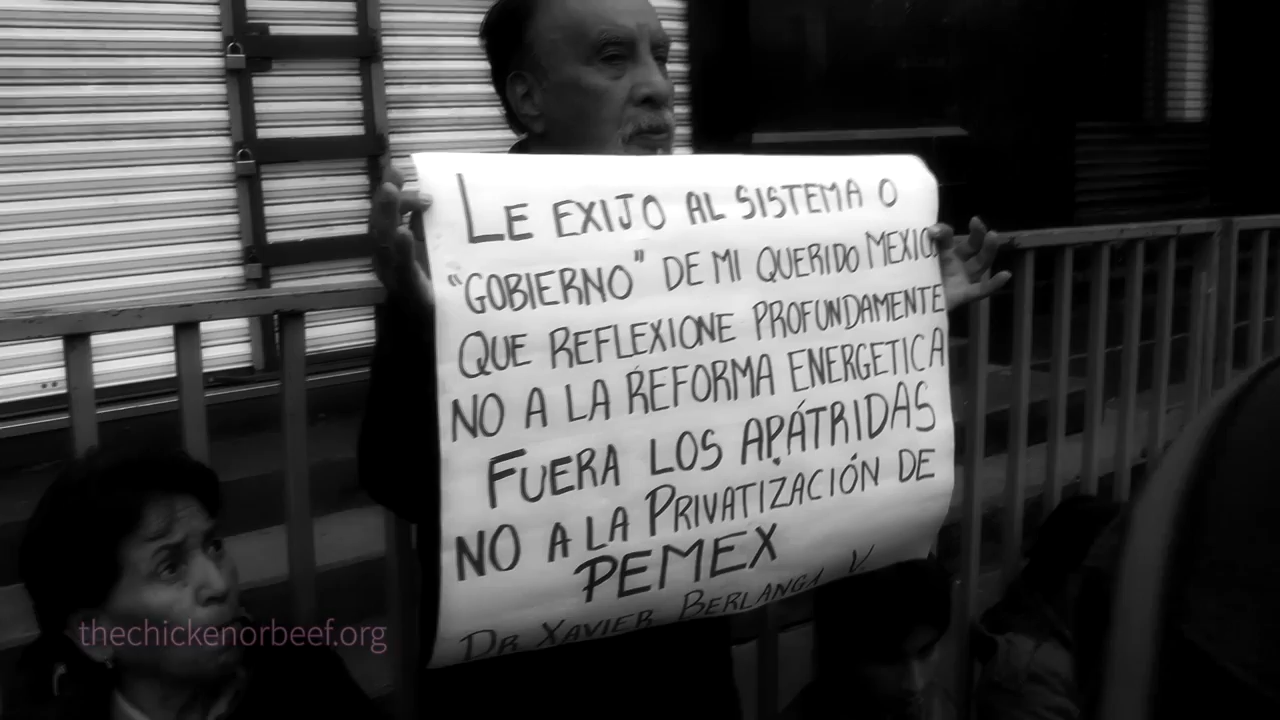 LE EXIJO AL SISTEMA O
"GOBIERNO" DE MI QUERIDO MEXICO
QUE REFLEXIONE PROFUNDAMENTE
NO A LA REFORMA ENERGETICA
FUERA LOS APÁTRIDAS
NO A LA PRIVATIZACIÓN DE
PEMEX
DR XAVIER BERLANGA V
thechickenorbeef.org